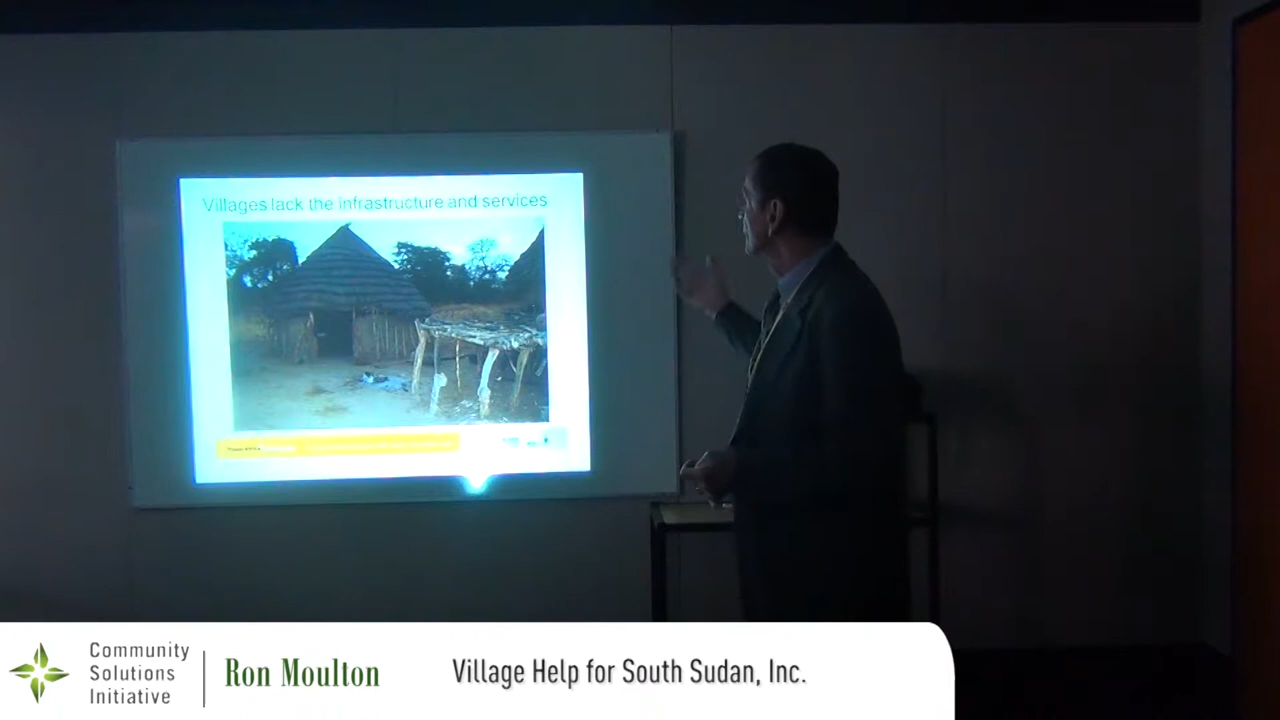 Villages lack the infrastructure and services
Community
Solutions
Initiative
Ron Moulton
Village Help for South Sudan, Inc.